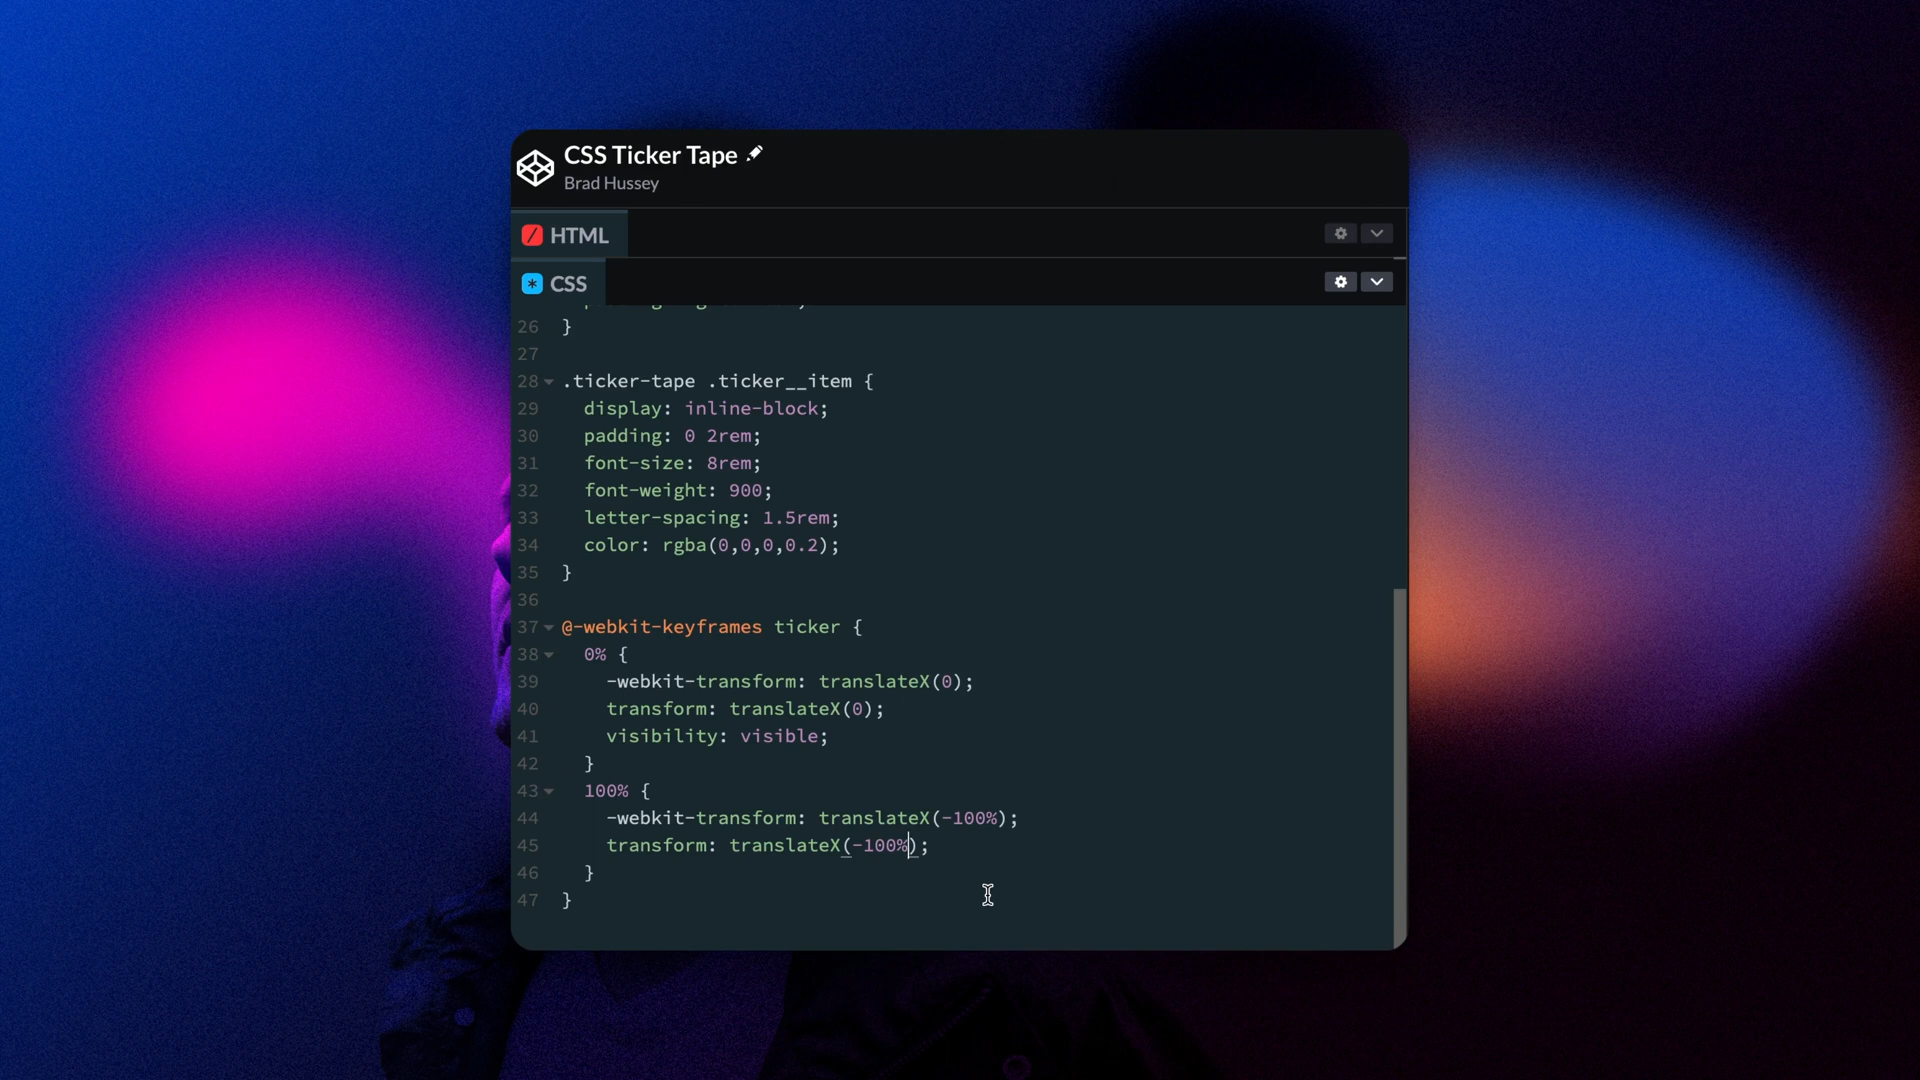 CSS Ticker Tape
Brad Hussey
HTML
CSS
26 }
27
28 .ticker-tape .ticker__item {
29 display: inline-block;
30 padding: 0 2rem;
31 font-size: 8rem;
32 font-weight: 900;
33 letter-spacing: 1.5rem;
34 color: rgba(0,0,0,0.2);
35 }
36
37 @-webkit-keyframes ticker {
38 0% {
39 -webkit-transform: translateX(0);
40 transform: translateX(0);
41 visibility: visible;
42 }
43 100% {
44 -webkit-transform: translateX(-100%);
45 transform: translateX(-100%);
46 }
47 }